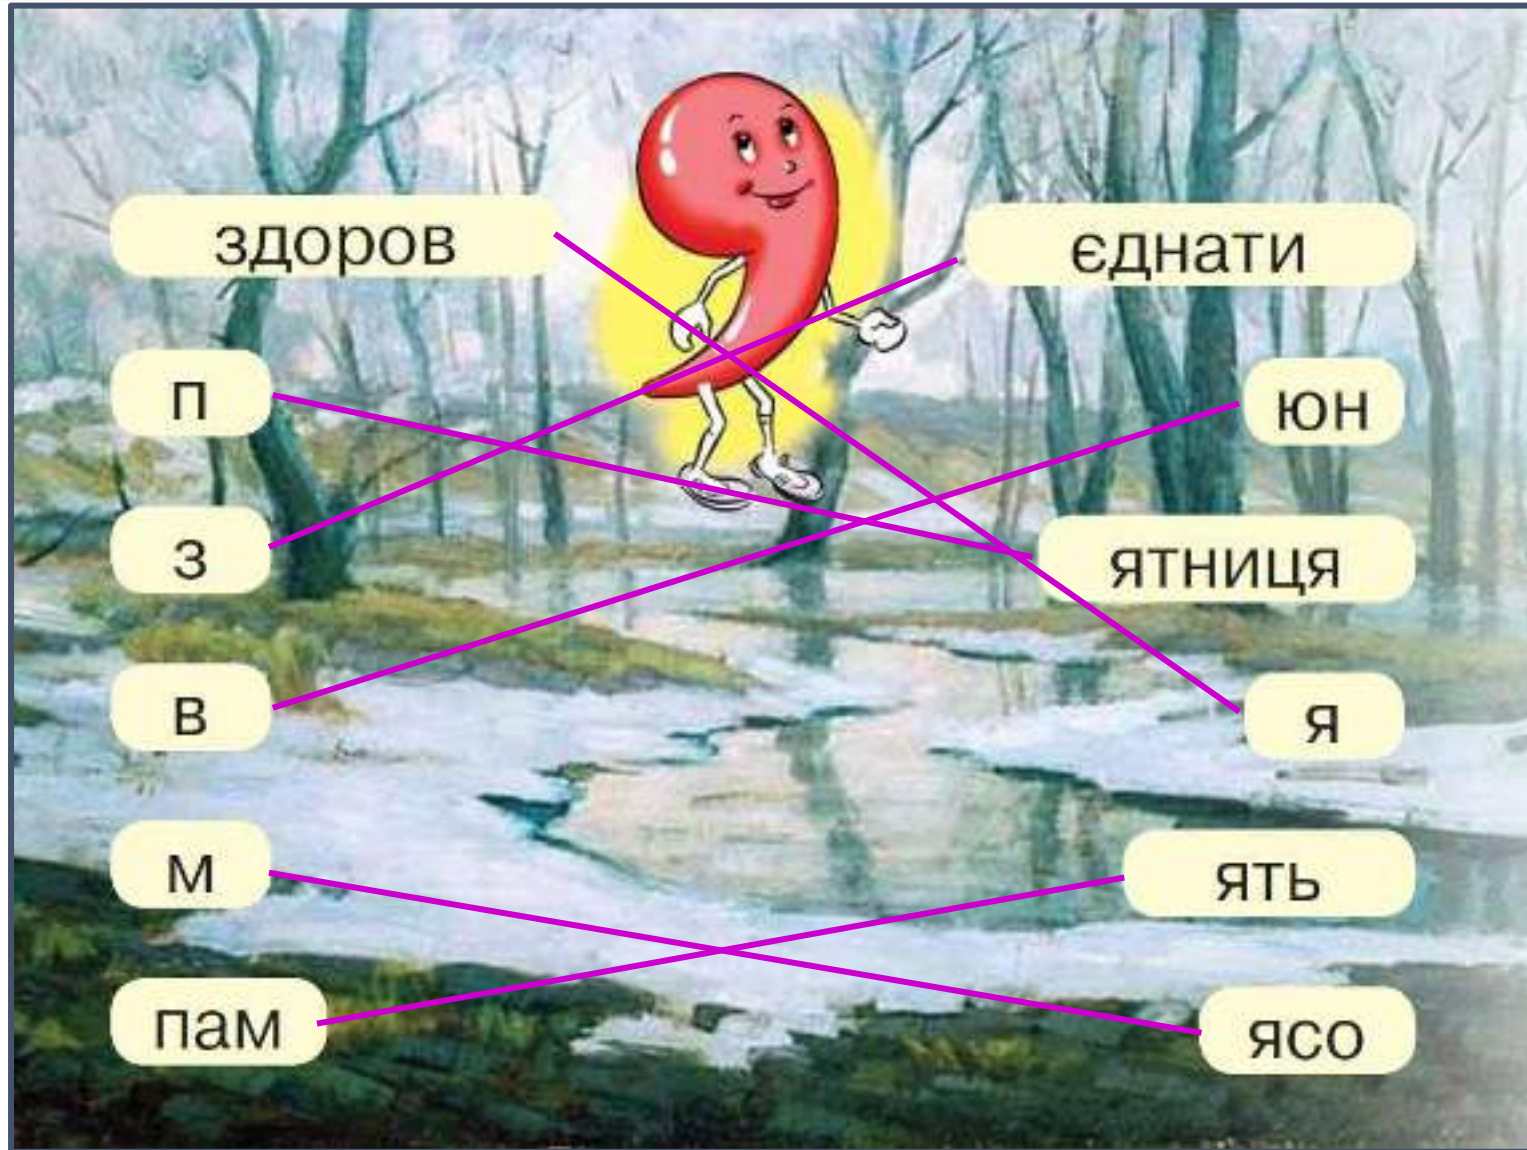 здоров
єднати
п
юн
з
ятниця
в
я
м
ять
пам
ясо